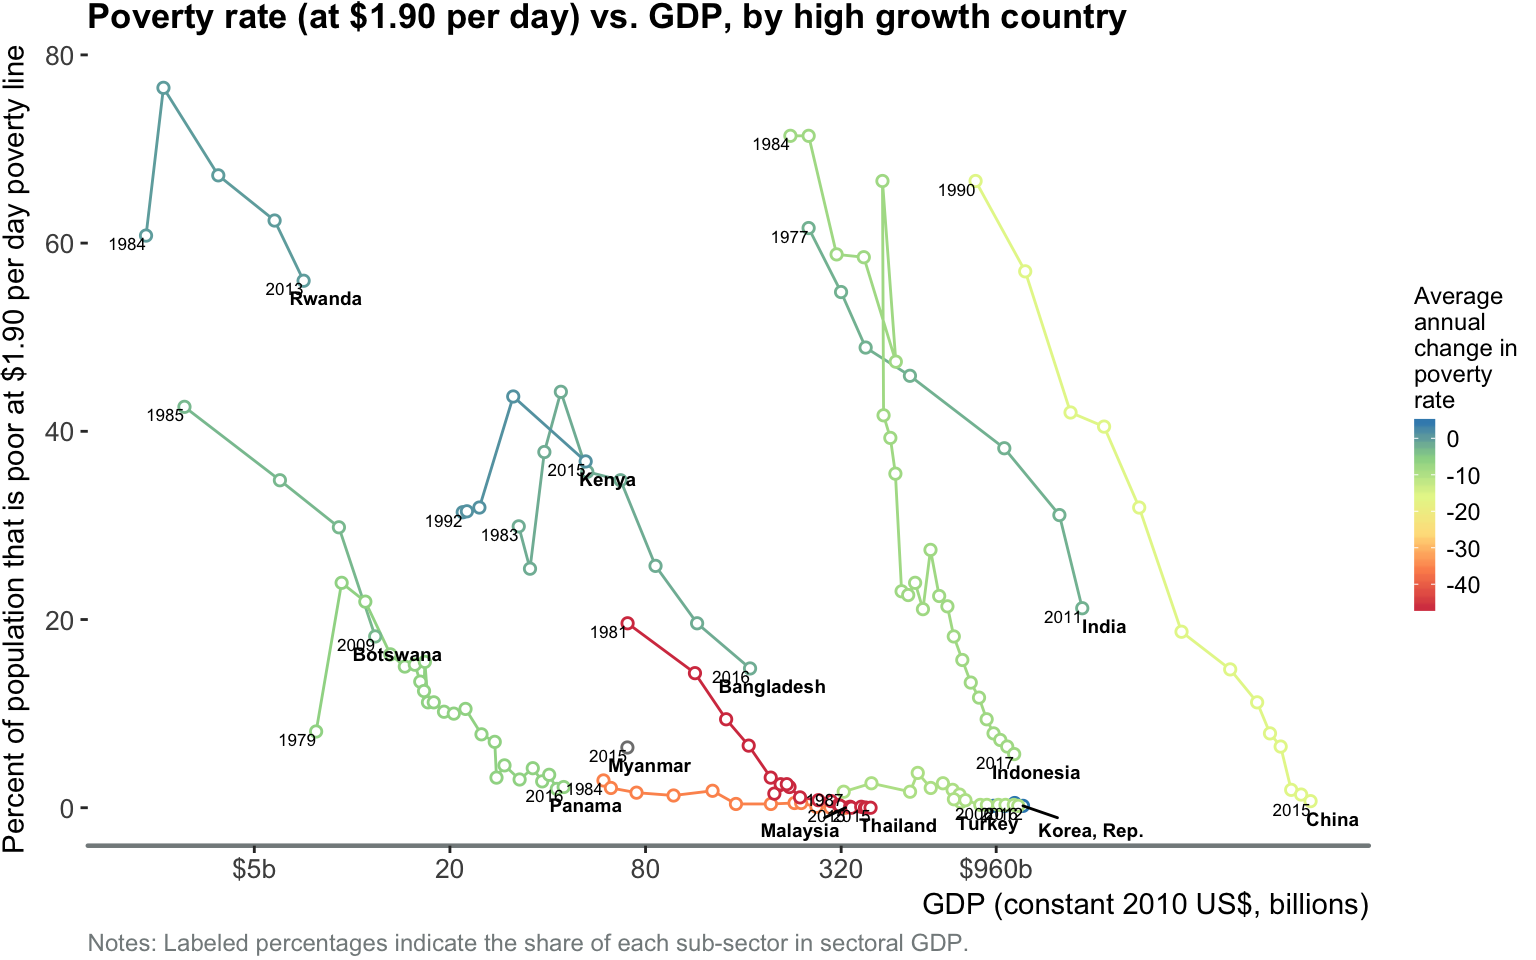 Poverty rate (at $1.90 per day) vs. GDP, by high growth country
Percent of population that is poor at $1.90 per day poverty line
80
60
40
20
0
1984
2013
Rwanda
1985
2009
Botswana
1979
2016
Panama
1992
2015
Kenya
1983
2016
Bangladesh
1981
2015
Myanmar
1984
1987
2015
2015
Malaysia
Thailand
1984
1977
1990
2011
India
2017
Indonesia
Turkey
Korea, Rep.
2015
China
$5b
20
80
320
$960b
GDP (constant 2010 US$, billions)
Average
annual
change in
poverty
rate
0
-10
-20
-30
-40
Notes: Labeled percentages indicate the share of each sub-sector in sectoral GDP.